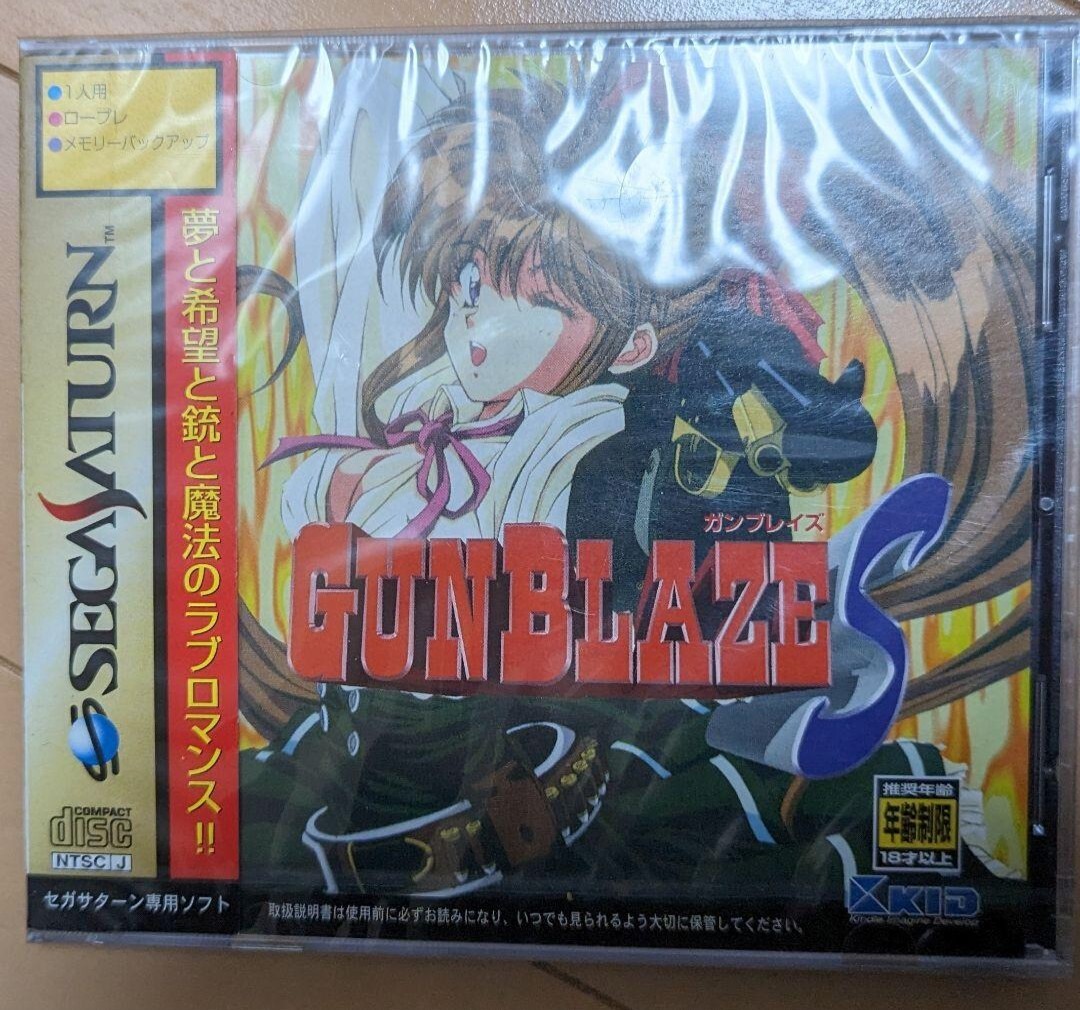 ●1人用
●ロープレ
●メモリーバックアップ
SEGA SATURN™
夢と希望と銃と魔法のラブロマンス!!
ガンブレイズ
GUNBLAZE S
推奨年齢
年齢制限
18才以上
COMPACT
disc
NTSC J
KID
セガサターン専用ソフト
取扱説明書は使用前に必ずお読みになり、いつでも見られるよう大切に保管してください。